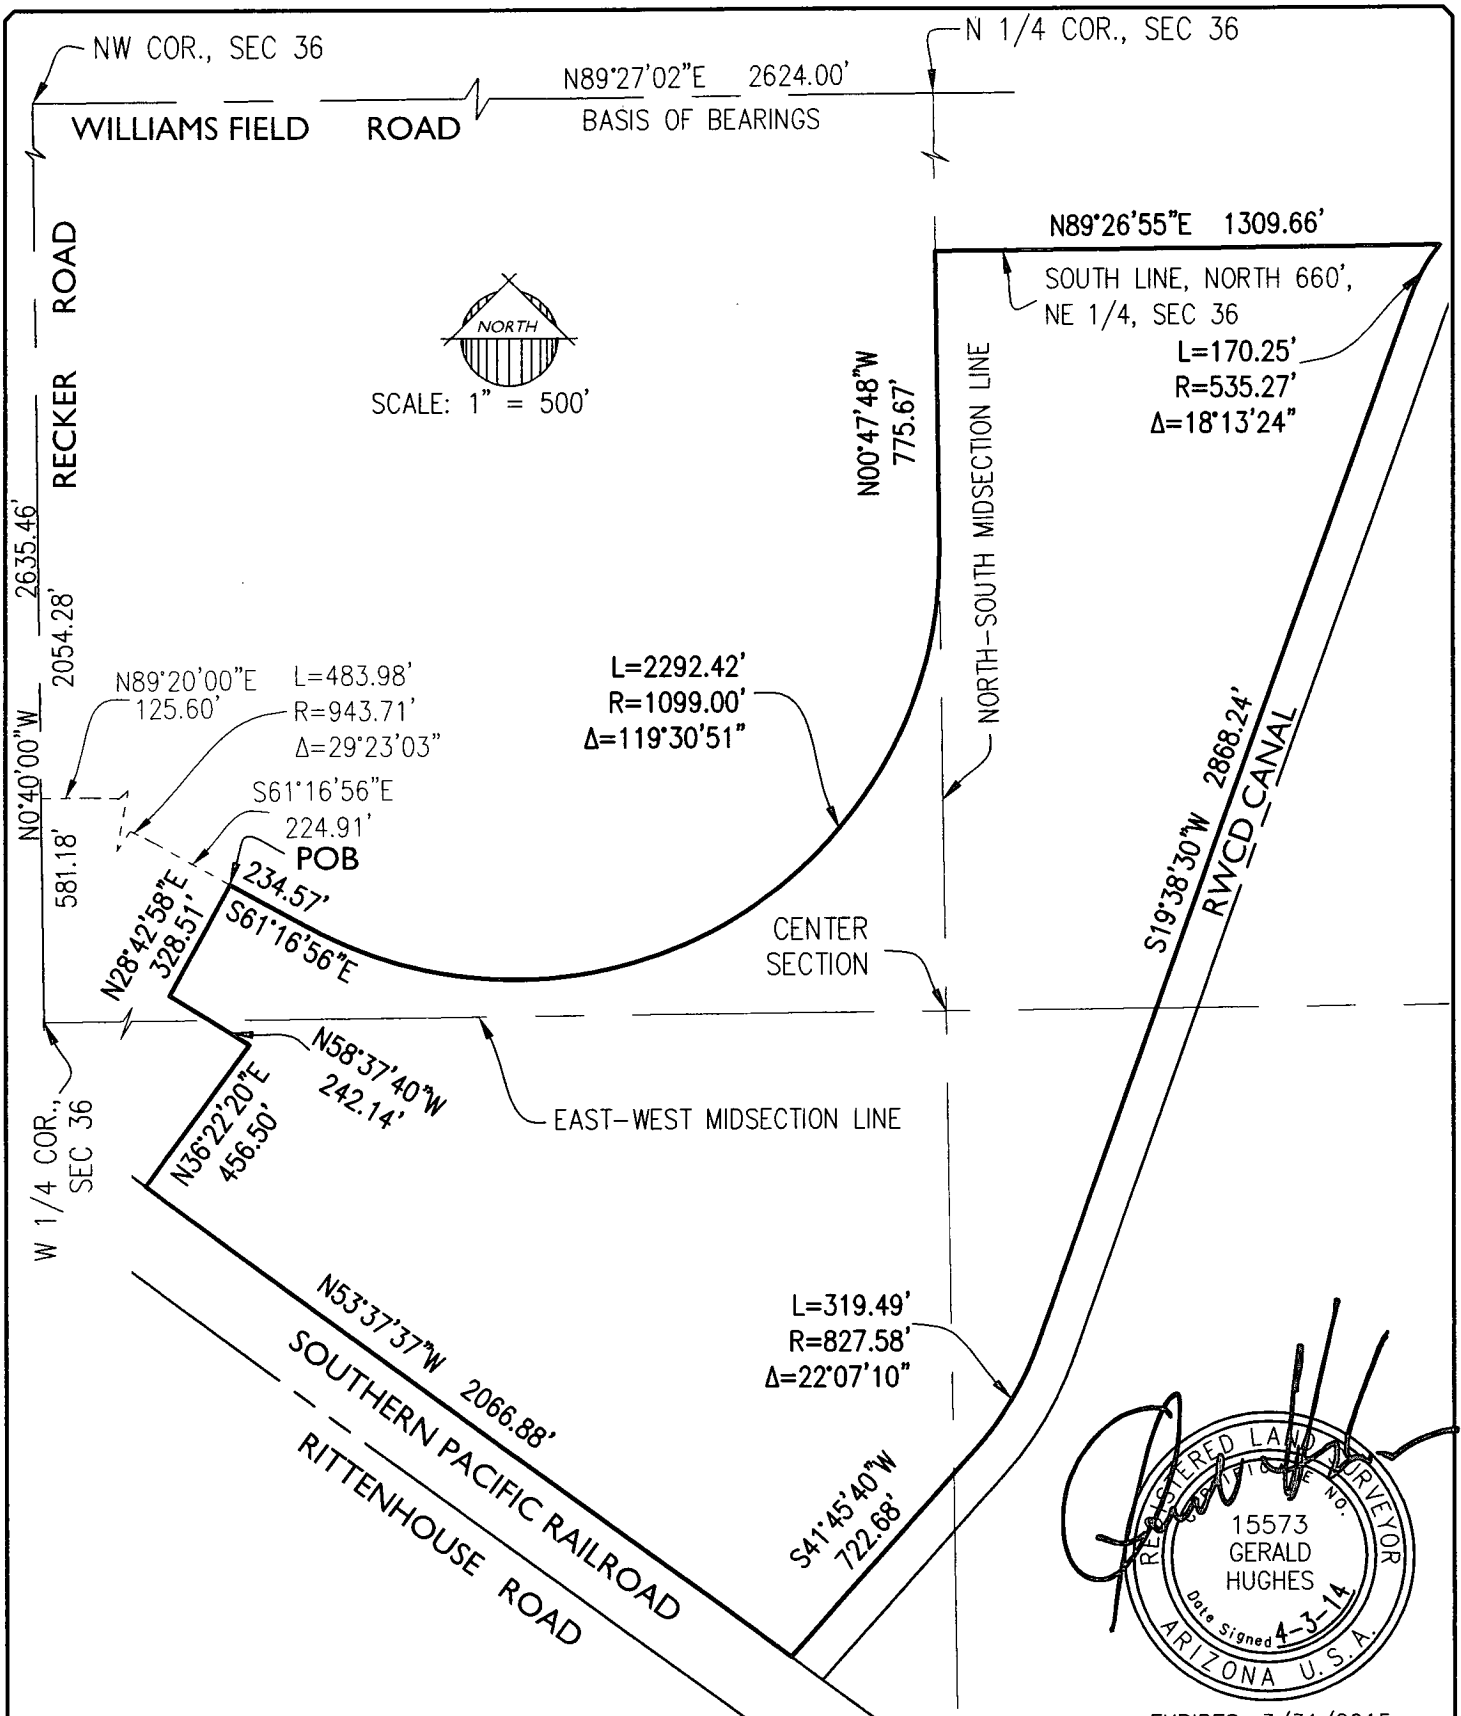 NW COR., SEC 36
N 1/4 COR., SEC 36
N89°27'02"E 2624.00'
BASIS OF BEARINGS
WILLIAMS FIELD ROAD
RECKER ROAD
N89°26'55"E 1309.66'
SOUTH LINE, NORTH 660',
NE 1/4, SEC 36
L=170.25'
R=535.27'
Δ=18°13'24"
NORTH
SCALE: 1" = 500'
N00°47'48"W
775.67'
NORTH-SOUTH MIDSECTION LINE
N0°40'00"W 2635.46'
2054.28'
581.18'
N89°20'00"E
125.60'
L=483.98'
R=943.71'
Δ=29°23'03"
S61°16'56"E
224.91'
POB
L=2292.42'
R=1099.00'
Δ=119°30'51"
234.57'
S61°16'56"E
N28°42'58"E
328.51'
S19°38'30"W 2868.24'
RWCD CANAL
CENTER
SECTION
N58°37'40"W
242.14'
EAST-WEST MIDSECTION LINE
W 1/4 COR.,
SEC 36
N36°22'20"E
456.50'
N53°37'37"W 2066.88'
SOUTHERN PACIFIC RAILROAD
RITTENHOUSE ROAD
L=319.49'
R=827.58'
Δ=22°07'10"
S41°45'40"W
722.68'
REGISTERED LAND SURVEYOR
CERTIFICATE NO.
15573
GERALD
HUGHES
Date Signed 4-3-14
ARIZONA U.S.A.